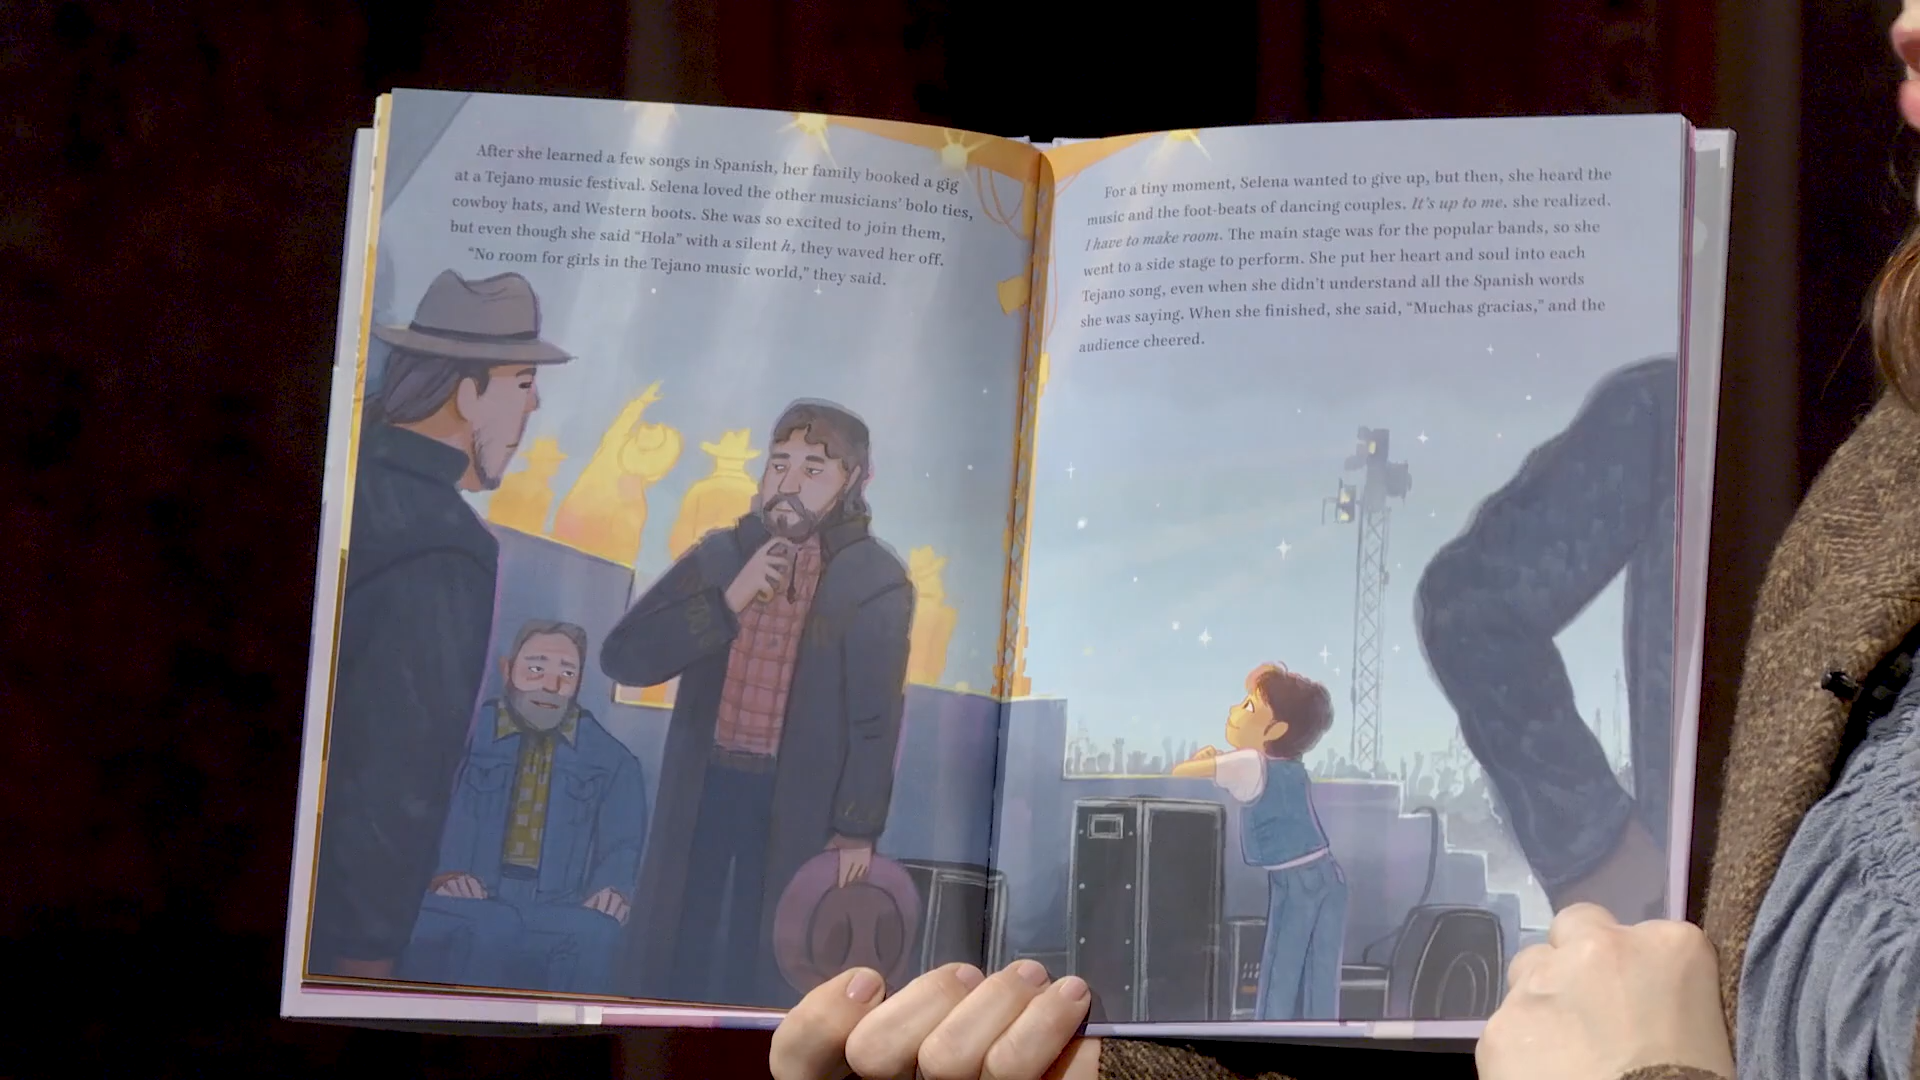 After she learned a few songs in Spanish, her family booked a gig
at a Tejano music festival. Selena loved the other musicians’ bolo ties,
cowboy hats, and Western boots. She was so excited to join them,
but even though she said “Hola” with a silent h, they waved her off.
“No room for girls in the Tejano music world,” they said.
For a tiny moment, Selena wanted to give up, but then, she heard the
music and the foot-beats of dancing couples. It’s up to me, she realized.
I have to make room. The main stage was for the popular bands, so she
went to a side stage to perform. She put her heart and soul into each
Tejano song, even when she didn’t understand all the Spanish words
she was saying. When she finished, she said, “Muchas gracias,” and the
audience cheered.